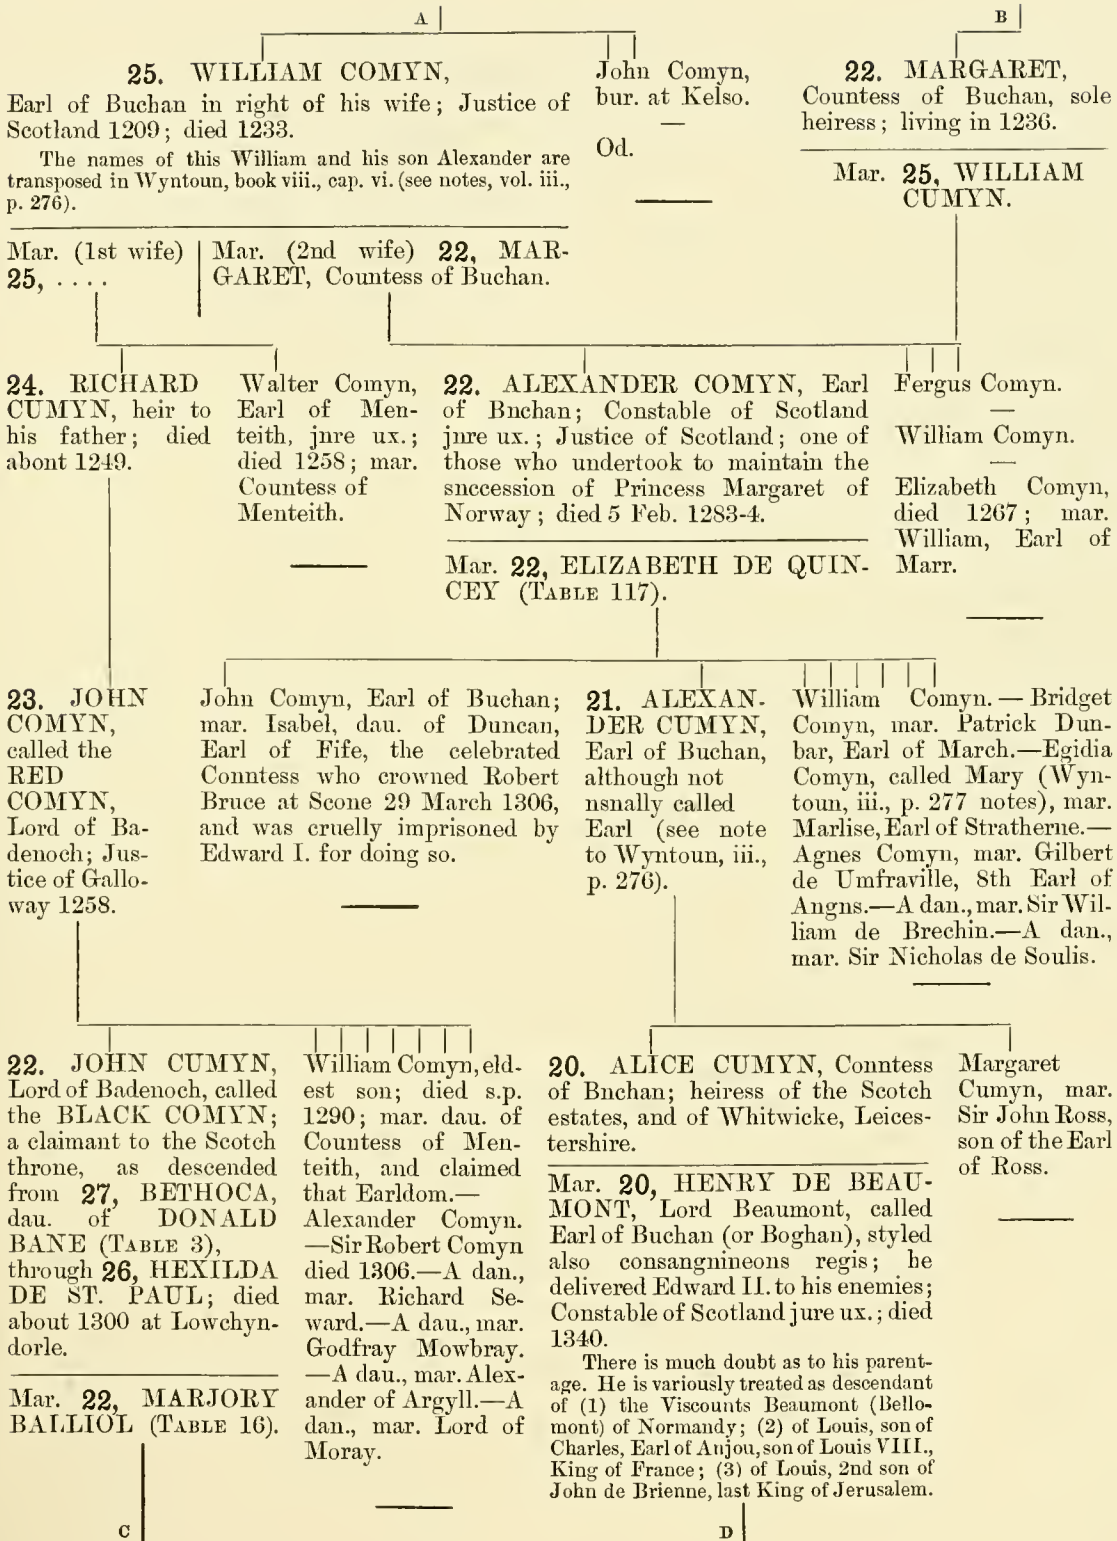 A
B
25. WILLIAM COMYN,
Earl of Buchan in right of his wife; Justice of
Scotland 1209; died 1233.
The names of this William and his son Alexander are
transposed in Wyntoun, book viii., cap. vi. (see notes, vol. iii.,
p. 276).
John Comyn,
bur. at Kelso.
—
Od.
22. MARGARET,
Countess of Buchan, sole
heiress; living in 1236.
Mar. 25, WILLIAM
CUMYN.
Mar. (1st wife)
25, ....
Mar. (2nd wife) 22, MAR-
GARET, Countess of Buchan.
24. RICHARD
CUMYN, heir to
his father; died
about 1249.
Walter Comyn,
Earl of Men-
teith, jure ux.;
died 1258; mar.
Countess of
Menteith.
22. ALEXANDER COMYN, Earl
of Buchan; Constable of Scotland
jure ux.; Justice of Scotland; one of
those who undertook to maintain the
succession of Princess Margaret of
Norway; died 5 Feb. 1283-4.
Mar. 22, ELIZABETH DE QUIN-
CEY (TABLE 117).
Fergus Comyn.
—
William Comyn.
—
Elizabeth Comyn,
died 1267; mar.
William, Earl of
Marr.
23. JOHN
COMYN,
called the
RED
COMYN,
Lord of Ba-
denoch; Jus-
tice of Gallo-
way 1258.
John Comyn, Earl of Buchan;
mar. Isabel, dau. of Duncan,
Earl of Fife, the celebrated
Countess who crowned Robert
Bruce at Scone 29 March 1306,
and was cruelly imprisoned by
Edward I. for doing so.
21. ALEXAN-
DER CUMYN,
Earl of Buchan,
although not
usually called
Earl (see note
to Wyntoun, iii.,
p. 276).
William Comyn. — Bridget
Comyn, mar. Patrick Dun-
bar, Earl of March.—Egidia
Comyn, called Mary (Wyn-
toun, iii., p. 277 notes), mar.
Marlise, Earl of Stratherne.—
Agnes Comyn, mar. Gilbert
de Umfraville, 8th Earl of
Angus.—A dau., mar. Sir Wil-
liam de Brechin.—A dau.,
mar. Sir Nicholas de Soulis.
22. JOHN CUMYN,
Lord of Badenoch, called
the BLACK COMYN;
a claimant to the Scotch
throne, as descended
from 27, BETHOCA,
dau. of DONALD
BANE (TABLE 3),
through 26, HEXILDA
DE ST. PAUL; died
about 1300 at Lowchyn-
dorle.
Mar. 22, MARJORY
BALLIOL (TABLE 16).
William Comyn, eld-
est son; died s.p.
1290; mar. dau. of
Countess of Men-
teith, and claimed
that Earldom.—
Alexander Comyn.
—Sir Robert Comyn
died 1306.—A dau.,
mar. Richard Se-
ward.—A dau., mar.
Godfray Mowbray.
—A dau., mar. Alex-
ander of Argyll.—A
dau., mar. Lord of
Moray.
20. ALICE CUMYN, Countess
of Buchan; heiress of the Scotch
estates, and of Whitwicke, Leices-
tershire.
Mar. 20, HENRY DE BEAU-
MONT, Lord Beaumont, called
Earl of Buchan (or Boghan), styled
also consanguineous regis; he
delivered Edward II. to his enemies;
Constable of Scotland jure ux.; died
1340.
There is much doubt as to his parent-
age. He is variously treated as descendant
of (1) the Viscounts Beaumont (Bello-
mont) of Normandy; (2) of Louis, son of
Charles, Earl of Anjou, son of Louis VIII.,
King of France; (3) of Louis, 2nd son of
John de Brienne, last King of Jerusalem.
Margaret
Cumyn, mar.
Sir John Ross,
son of the Earl
of Ross.
C
D